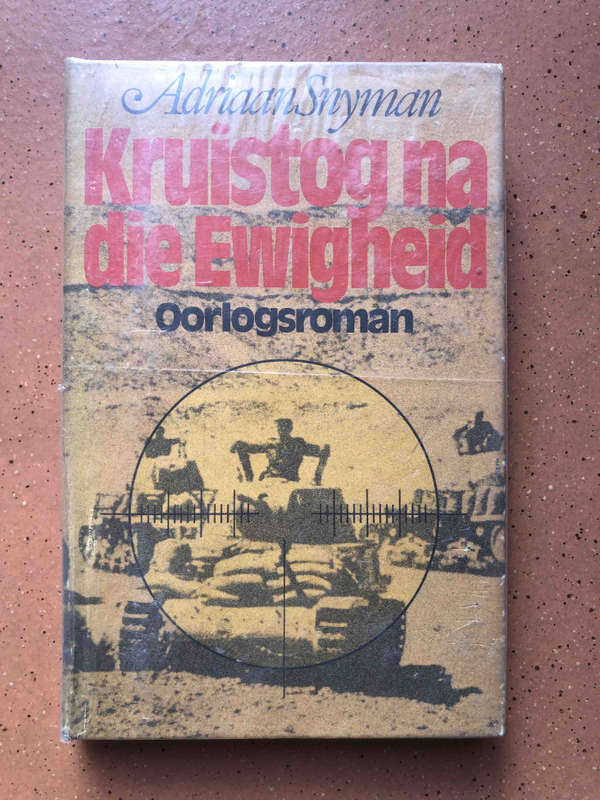 Adriaan Snyman
Kruistog na
die Ewigheid
Oorlogsroman